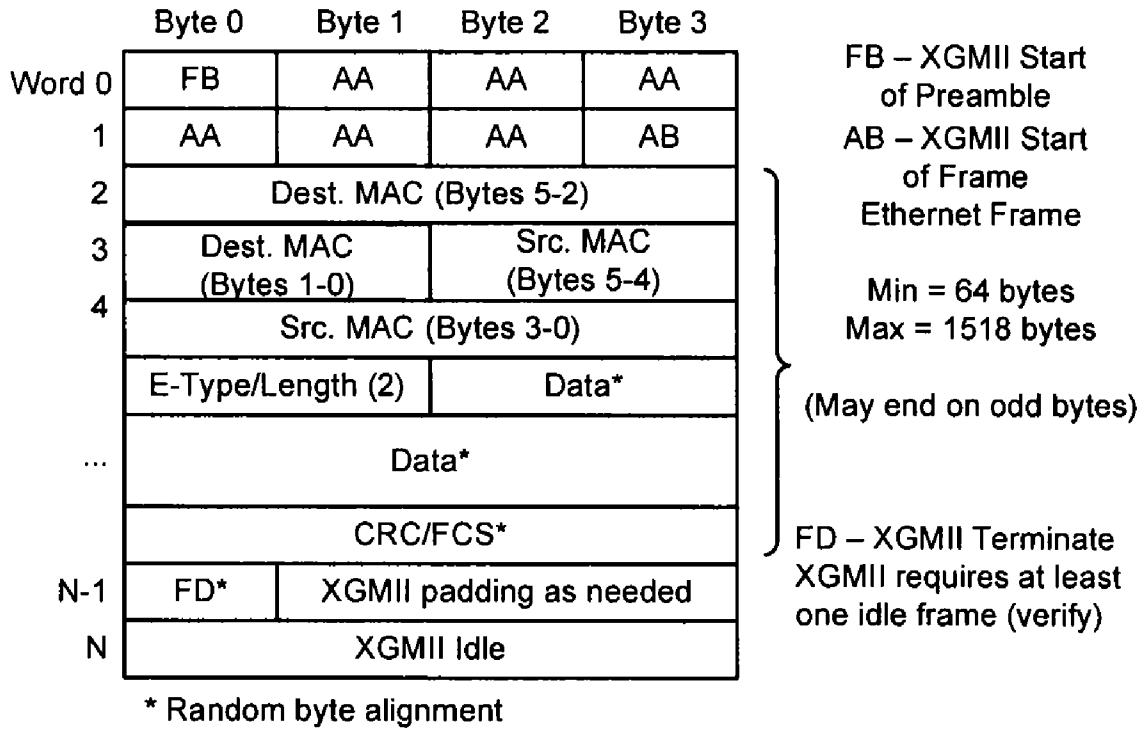 Byte 0 Byte 1 Byte 2 Byte 3
Word 0 FB AA AA AA
1 AA AA AA AB
2 Dest. MAC (Bytes 5-2)
3 Dest. MAC Src. MAC
(Bytes 1-0) (Bytes 5-4)
4 Src. MAC (Bytes 3-0)
E-Type/Length (2) Data*
... Data*
CRC/FCS*
N-1 FD* XGMII padding as needed
N XGMII Idle
* Random byte alignment
FB – XGMII Start
of Preamble
AB – XGMII Start
of Frame
Ethernet Frame
Min = 64 bytes
Max = 1518 bytes
(May end on odd bytes)
FD – XGMII Terminate
XGMII requires at least
one idle frame (verify)